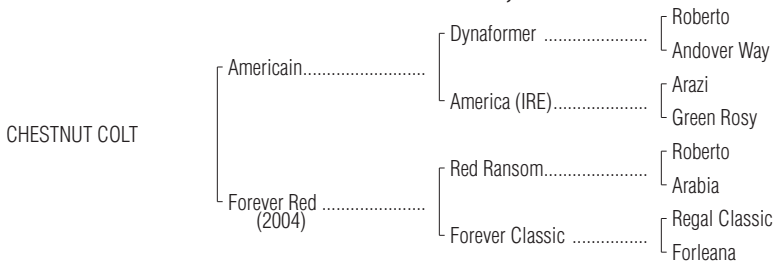 Roberto
Dynaformer ......................
Andover Way
Americain..........................
Arazi
America (IRE)....................
Green Rosy
CHESTNUT COLT
Roberto
Red Ransom......................
Arabia
Forever Red ......................
(2004)
Regal Classic
Forever Classic ................
Forleana